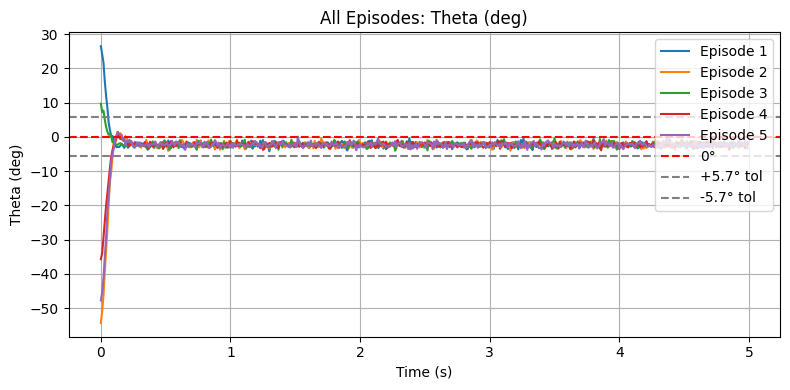 All Episodes: Theta (deg)
Theta (deg)
30
20
10
0
−10
−20
−30
−40
−50
0
1
2
3
4
5
Time (s)
Episode 1
Episode 2
Episode 3
Episode 4
Episode 5
0°
+5.7° tol
-5.7° tol